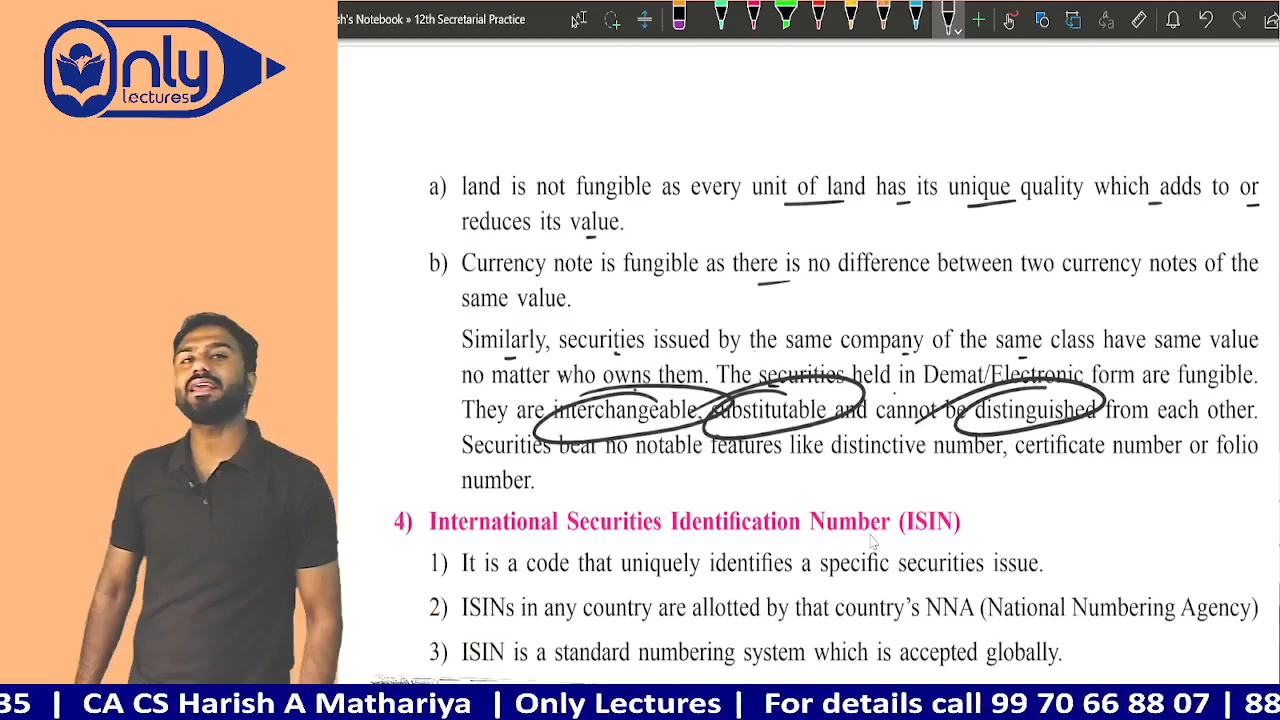 sh's Notebook » 12th Secretarial Practice
Only
lectures
a) land is not fungible as every unit of land has its unique quality which adds to or
reduces its value.
b) Currency note is fungible as there is no difference between two currency notes of the
same value.
Similarly, securities issued by the same company of the same class have same value
no matter who owns them. The securities held in Demat/Electronic form are fungible.
They are interchangeable, substitutable and cannot be distinguished from each other.
Securities bear no notable features like distinctive number, certificate number or folio
number.
4) International Securities Identification Number (ISIN)
1) It is a code that uniquely identifies a specific securities issue.
2) ISINs in any country are allotted by that country's NNA (National Numbering Agency)
3) ISIN is a standard numbering system which is accepted globally.
35 | CA CS Harish A Mathariya | Only Lectures | For details call 99 70 66 88 07 | 88